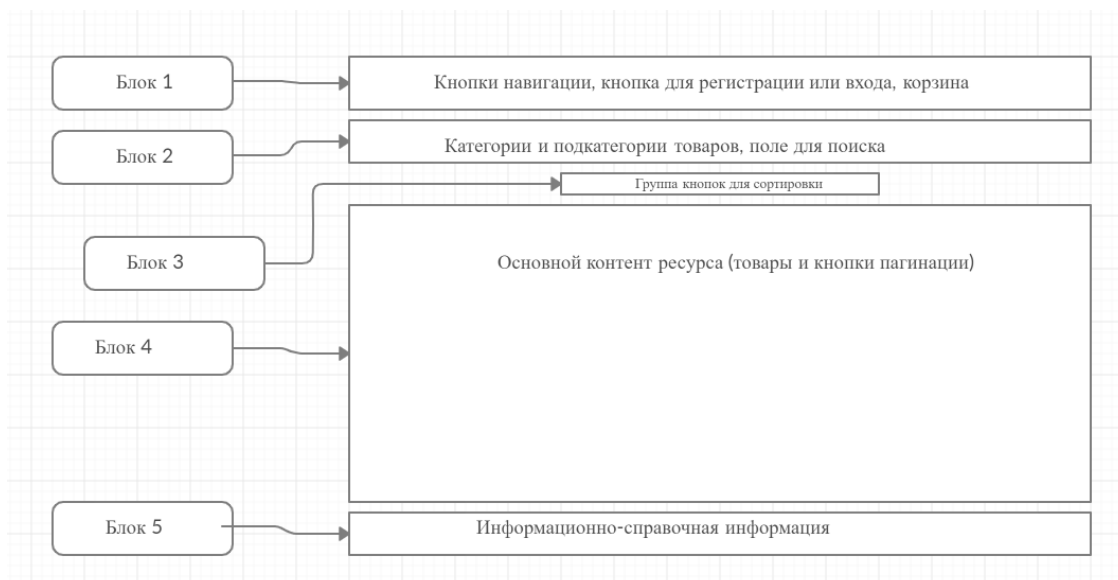 Блок 1
Кнопки навигации, кнопка для регистрации или входа, корзина
Блок 2
Категории и подкатегории товаров, поле для поиска
Группа кнопок для сортировки
Блок 3
Основной контент ресурса (товары и кнопки пагинации)
Блок 4
Блок 5
Информационно-справочная информация